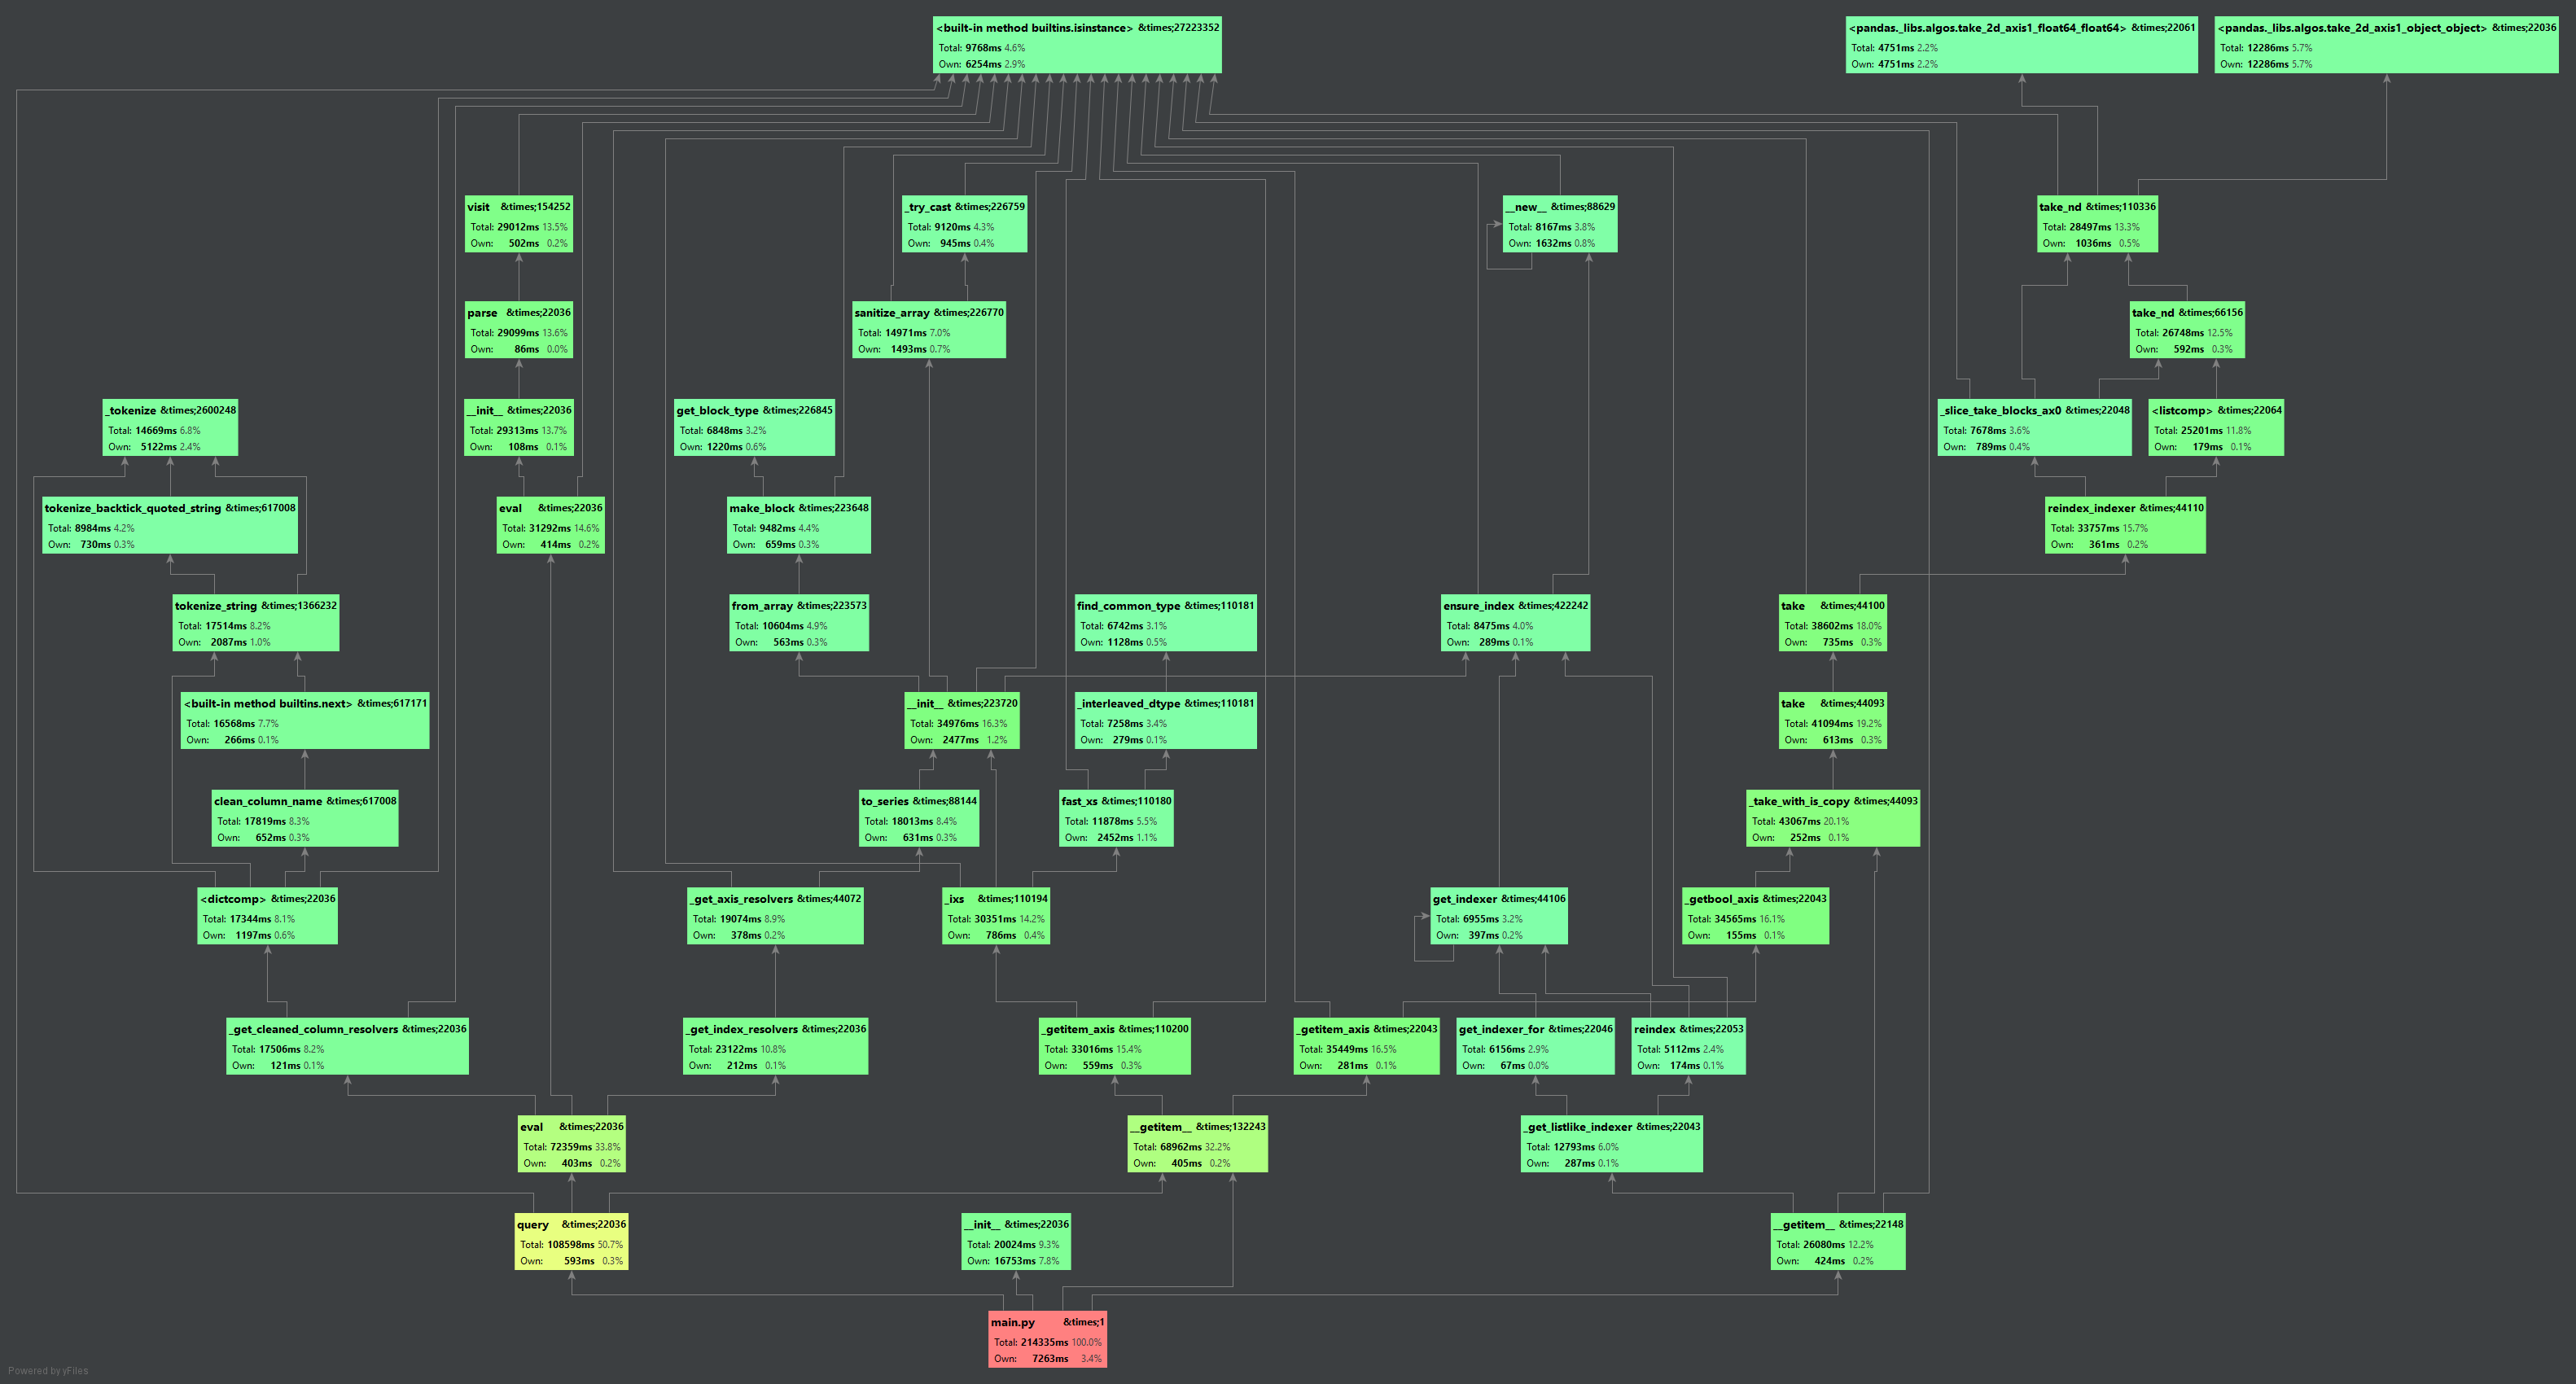 <built-in method builtins.isinstance> &times;27223352
Total: 9768ms 4.6%
Own: 6254ms 2.9%
<pandas._libs.algos.take_2d_axis1_float64_float64> &times;22061
Total: 4751ms 2.2%
Own: 4751ms 2.2%
<pandas._libs.algos.take_2d_axis1_object_object> &times;22036
Total: 12286ms 5.7%
Own: 12286ms 5.7%
visit &times;154252
Total: 29012ms 13.5%
Own: 502ms 0.2%
_try_cast &times;226759
Total: 9120ms 4.3%
Own: 945ms 0.4%
__new__ &times;88629
Total: 8167ms 3.8%
Own: 1632ms 0.8%
take_nd &times;110336
Total: 28497ms 13.3%
Own: 1036ms 0.5%
parse &times;22036
Total: 29099ms 13.6%
Own: 86ms 0.0%
sanitize_array &times;226770
Total: 14971ms 7.0%
Own: 1493ms 0.7%
take_nd &times;66156
Total: 26748ms 12.5%
Own: 592ms 0.3%
_tokenize &times;2600248
Total: 14669ms 6.8%
Own: 5122ms 2.4%
__init__ &times;22036
Total: 29313ms 13.7%
Own: 108ms 0.1%
get_block_type &times;226845
Total: 6848ms 3.2%
Own: 1220ms 0.6%
_slice_take_blocks_ax0 &times;22048
Total: 7678ms 3.6%
Own: 789ms 0.4%
<listcomp> &times;22064
Total: 25201ms 11.8%
Own: 179ms 0.1%
tokenize_backtick_quoted_string &times;617008
Total: 8984ms 4.2%
Own: 730ms 0.3%
eval &times;22036
Total: 31292ms 14.6%
Own: 414ms 0.2%
make_block &times;223648
Total: 9482ms 4.4%
Own: 659ms 0.3%
reindex_indexer &times;44110
Total: 33757ms 15.7%
Own: 361ms 0.2%
tokenize_string &times;1366232
Total: 17514ms 8.2%
Own: 2087ms 1.0%
from_array &times;223573
Total: 10604ms 4.9%
Own: 563ms 0.3%
find_common_type &times;110181
Total: 6742ms 3.1%
Own: 1128ms 0.5%
ensure_index &times;422242
Total: 8475ms 4.0%
Own: 289ms 0.1%
take &times;44100
Total: 38602ms 18.0%
Own: 735ms 0.3%
<built-in method builtins.next> &times;617171
Total: 16568ms 7.7%
Own: 266ms 0.1%
__init__ &times;223720
Total: 34976ms 16.3%
Own: 2477ms 1.2%
_interleaved_dtype &times;110181
Total: 7258ms 3.4%
Own: 279ms 0.1%
take &times;44093
Total: 41094ms 19.2%
Own: 613ms 0.3%
clean_column_name &times;617008
Total: 17819ms 8.3%
Own: 652ms 0.3%
to_series &times;88144
Total: 18013ms 8.4%
Own: 631ms 0.3%
fast_xs &times;110180
Total: 11878ms 5.5%
Own: 2452ms 1.1%
_take_with_is_copy &times;44093
Total: 43067ms 20.1%
Own: 252ms 0.1%
<dictcomp> &times;22036
Total: 17344ms 8.1%
Own: 1197ms 0.6%
_get_axis_resolvers &times;44072
Total: 19074ms 8.9%
Own: 378ms 0.2%
_ixs &times;110194
Total: 30351ms 14.2%
Own: 786ms 0.4%
get_indexer &times;44106
Total: 6955ms 3.2%
Own: 397ms 0.2%
_getbool_axis &times;22043
Total: 34565ms 16.1%
Own: 155ms 0.1%
_get_cleaned_column_resolvers &times;22036
Total: 17506ms 8.2%
Own: 121ms 0.1%
_get_index_resolvers &times;22036
Total: 23122ms 10.8%
Own: 212ms 0.1%
_getitem_axis &times;110200
Total: 33016ms 15.4%
Own: 559ms 0.3%
_getitem_axis &times;22043
Total: 35449ms 16.5%
Own: 281ms 0.1%
get_indexer_for &times;22046
Total: 6156ms 2.9%
Own: 67ms 0.0%
reindex &times;22053
Total: 5112ms 2.4%
Own: 174ms 0.1%
eval &times;22036
Total: 72359ms 33.8%
Own: 403ms 0.2%
__getitem__ &times;132243
Total: 68962ms 32.2%
Own: 405ms 0.2%
_get_listlike_indexer &times;22043
Total: 12793ms 6.0%
Own: 287ms 0.1%
query &times;22036
Total: 108598ms 50.7%
Own: 593ms 0.3%
__init__ &times;22036
Total: 20024ms 9.3%
Own: 16753ms 7.8%
__getitem__ &times;22148
Total: 26080ms 12.2%
Own: 424ms 0.2%
main.py &times;1
Total: 214335ms 100.0%
Own: 7263ms 3.4%
Powered by yFiles